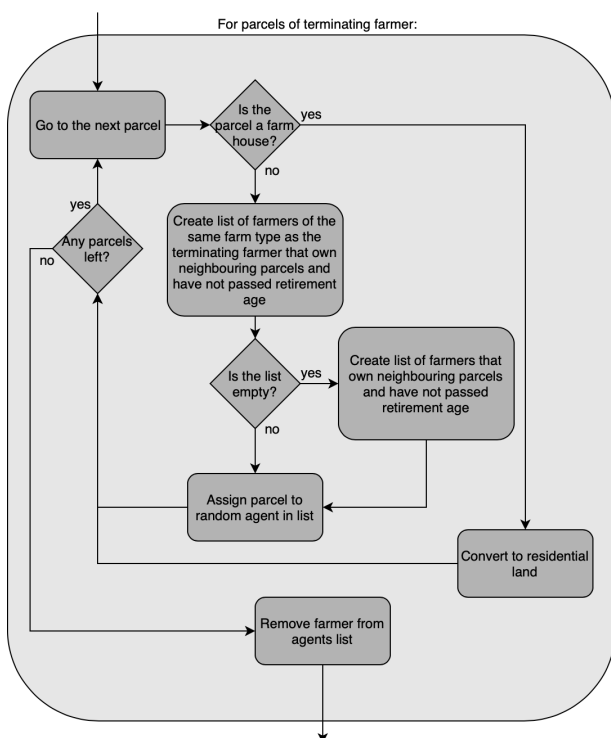 For parcels of terminating farmer:
Go to the next parcel
Is the
parcel a farm
house?
yes
no
yes
Any parcels
left?
no
Create list of farmers of the
same farm type as the
terminating farmer that own
neighbouring parcels and
have not passed retirement
age
Is the list
empty?
yes
no
Create list of farmers that
own neighbouring parcels
and have not passed
retirement age
Assign parcel to
random agent in list
Convert to residential
land
Remove farmer from
agents list